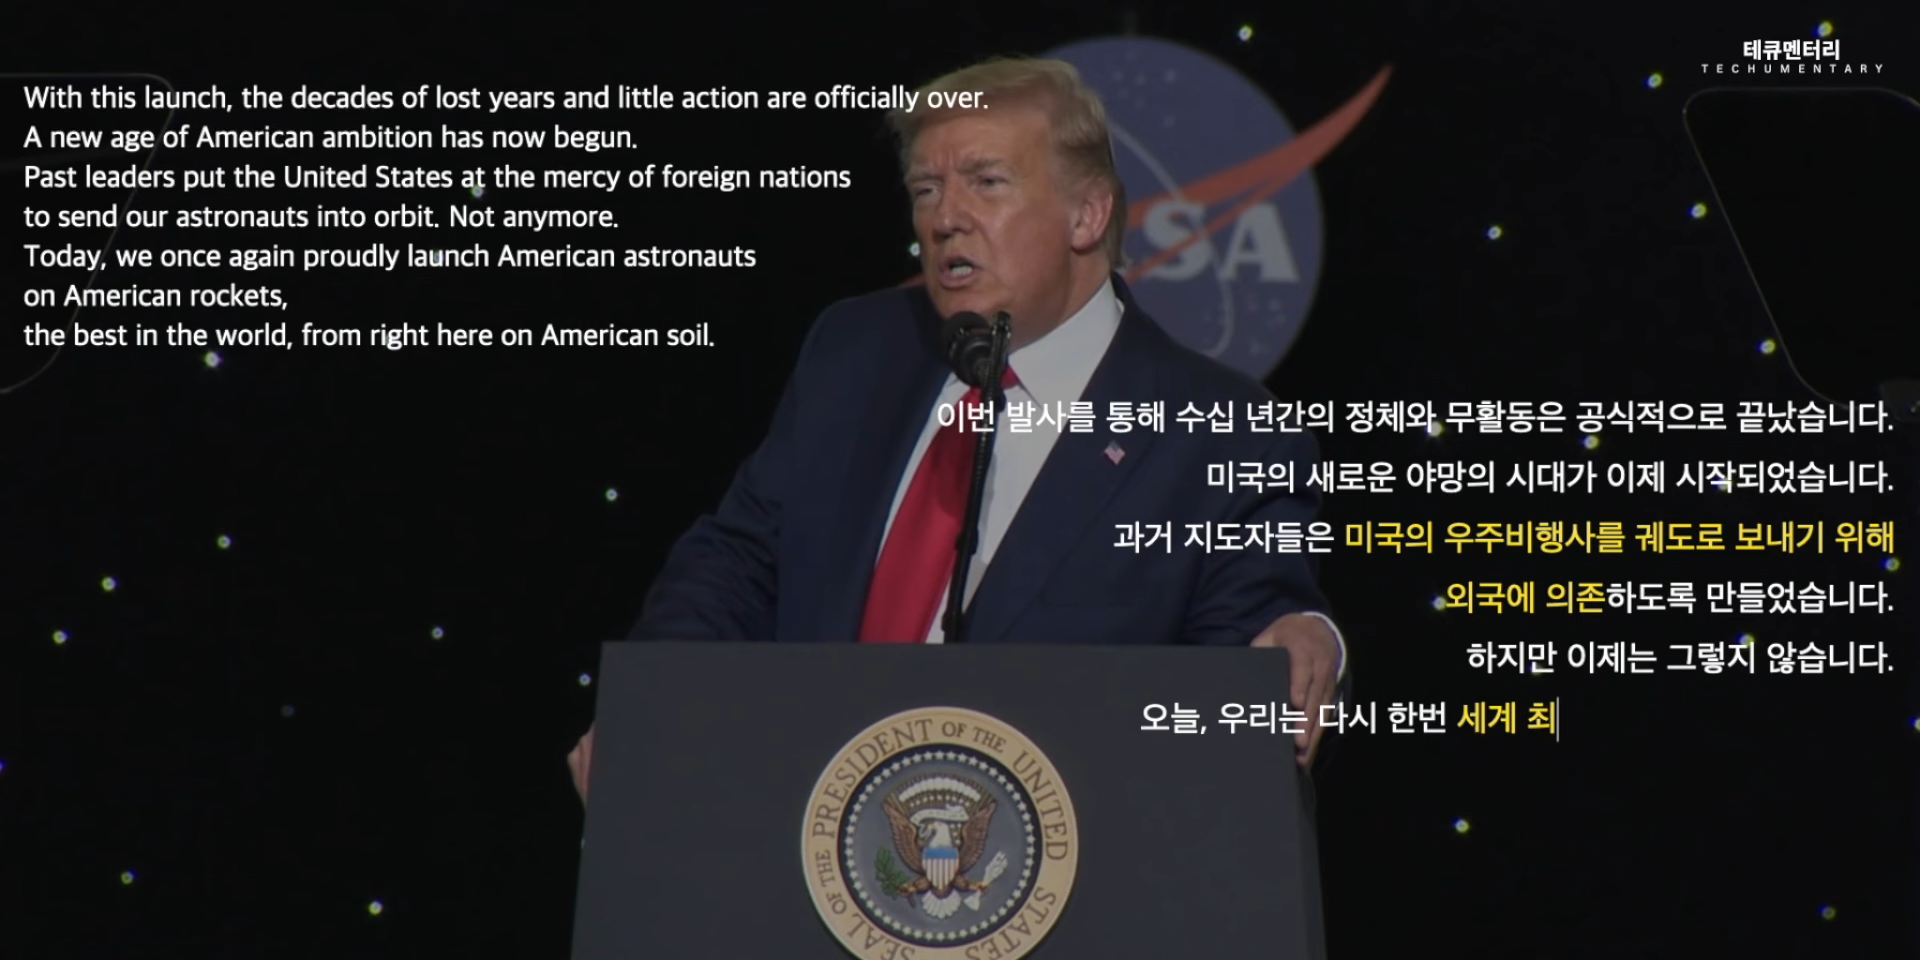 테큐멘터리
TECHUMENTARY
With this launch, the decades of lost years and little action are officially over.
A new age of American ambition has now begun.
Past leaders put the United States at the mercy of foreign nations
to send our astronauts into orbit. Not anymore.
Today, we once again proudly launch American astronauts
on American rockets,
the best in the world, from right here on American soil.
SA
이번 발사를 통해 수십 년간의 정체와 무활동은 공식적으로 끝났습니다.
미국의 새로운 야망의 시대가 이제 시작되었습니다.
과거 지도자들은 미국의 우주비행사를 궤도로 보내기 위해
외국에 의존하도록 만들었습니다.
하지만 이제는 그렇지 않습니다.
오늘, 우리는 다시 한번 세계 최
SEAL OF THE PRESIDENT OF THE UNITED STATES